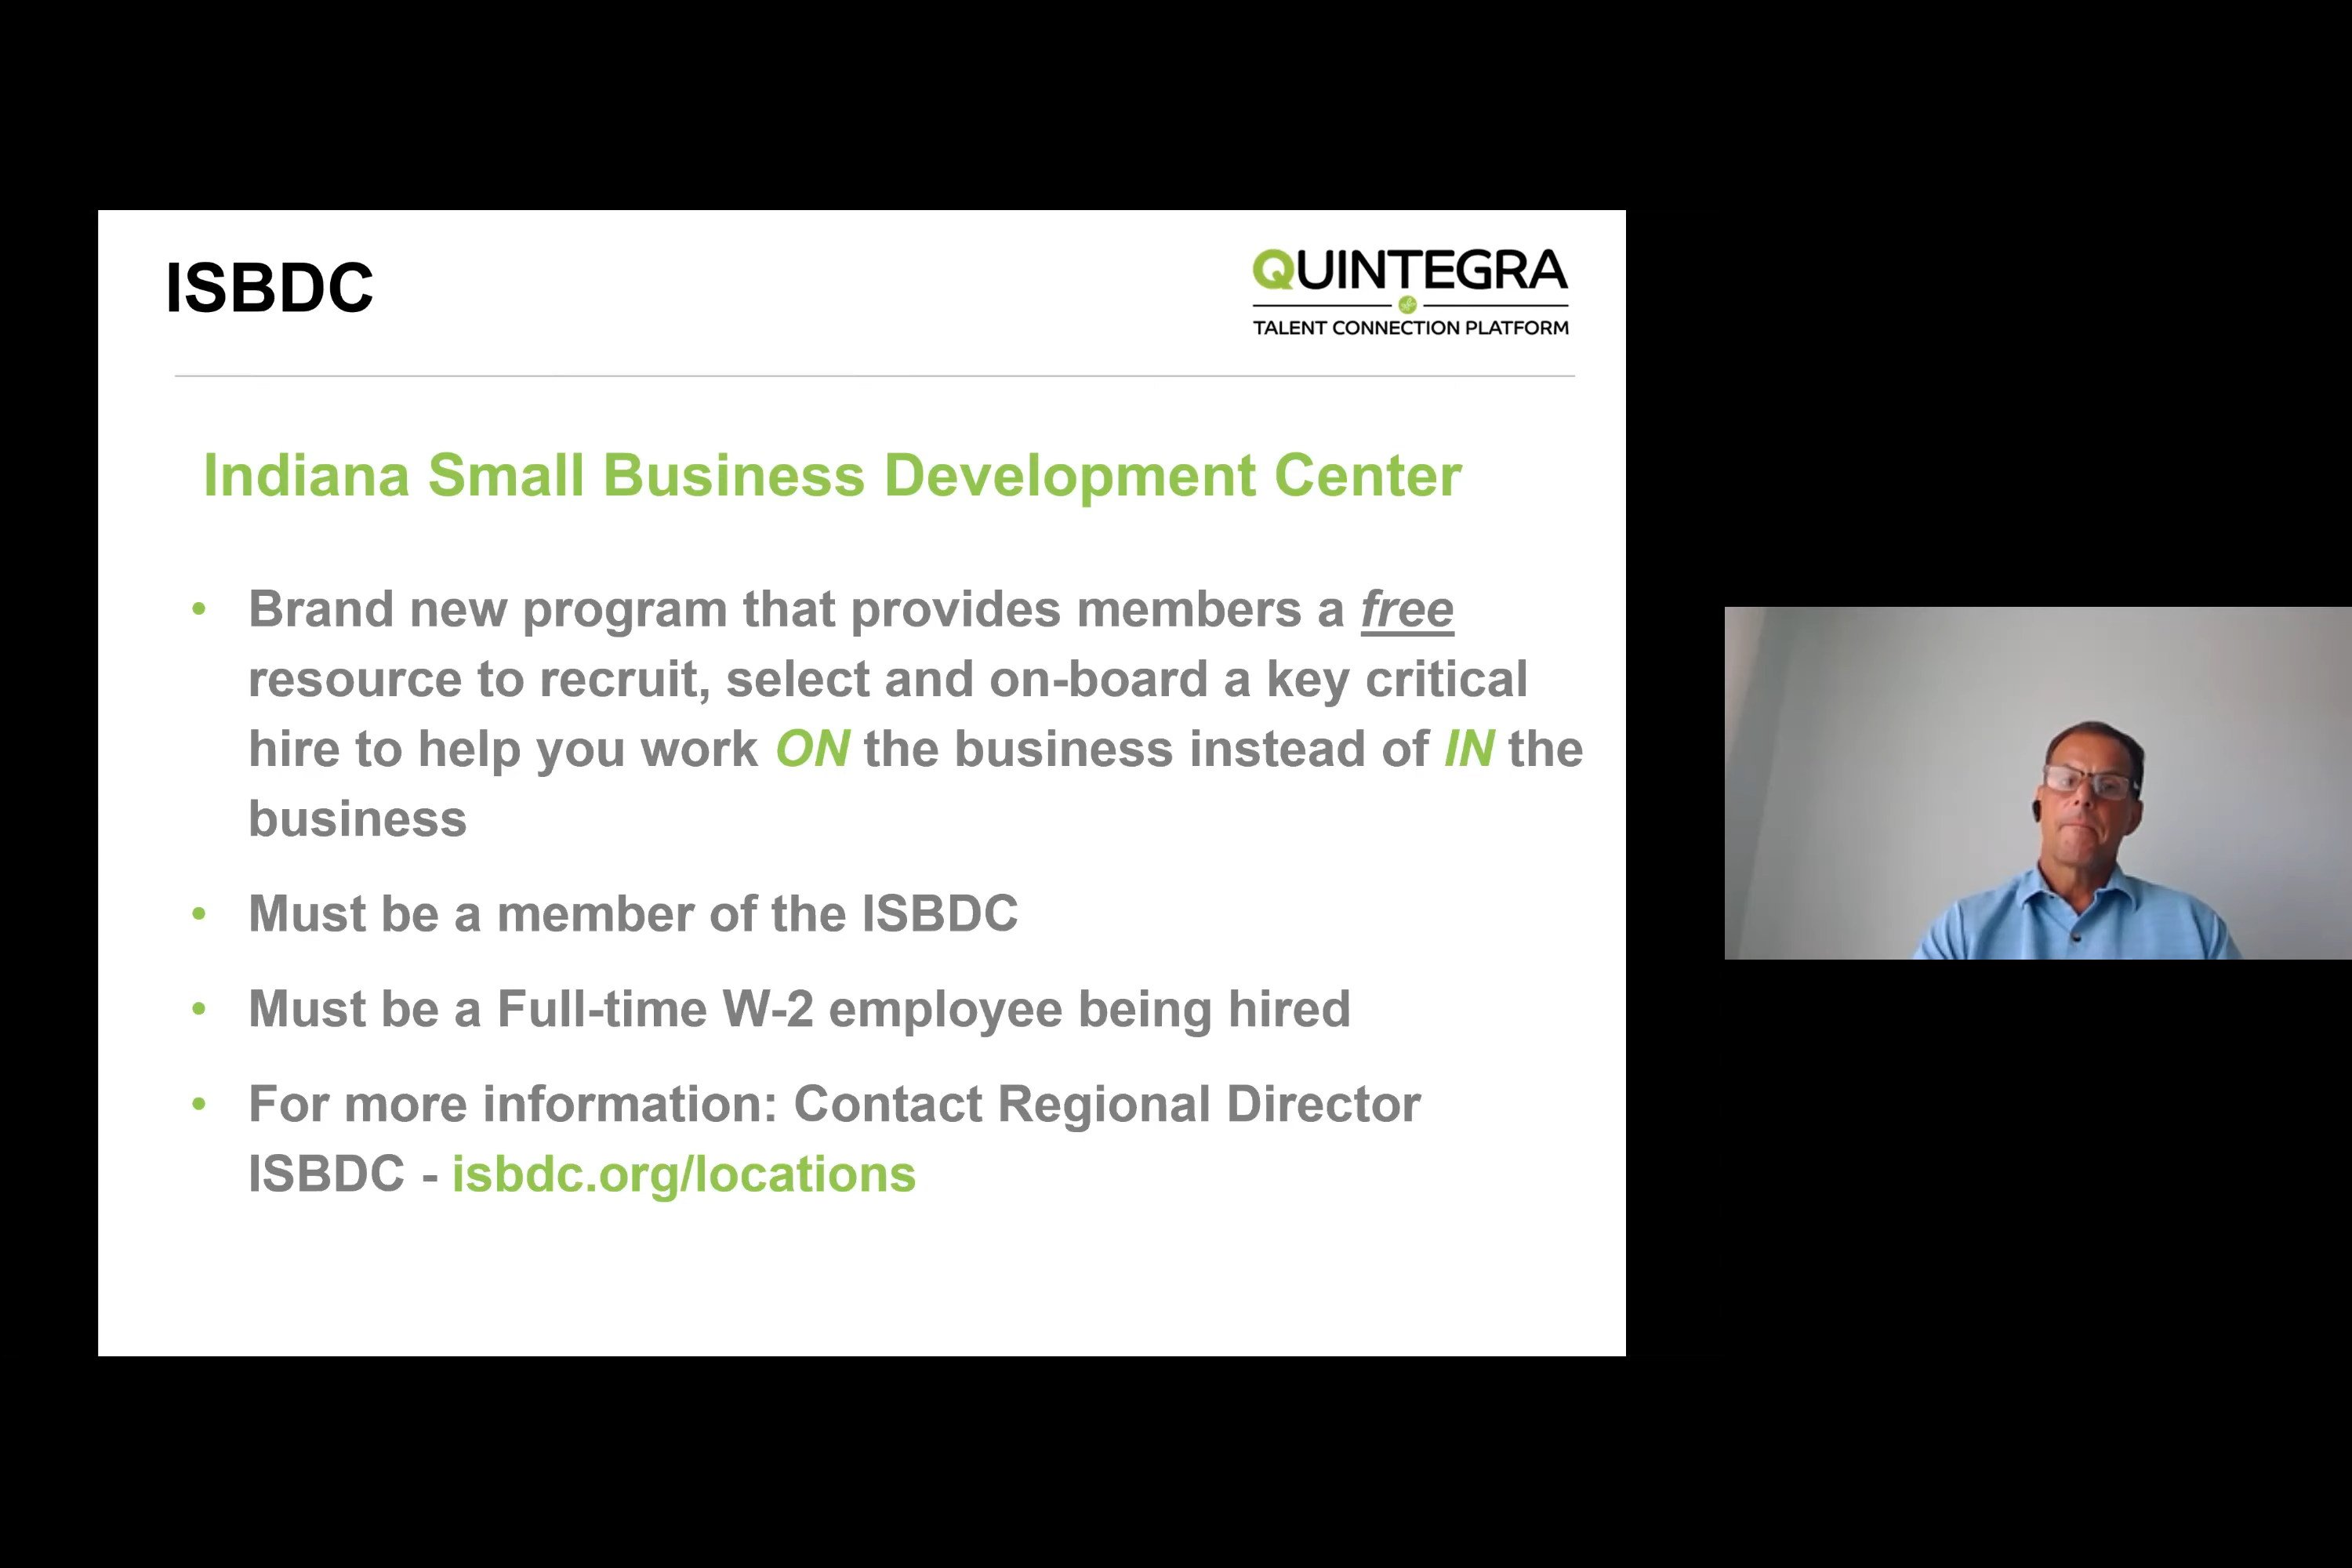 ISBDC
QUINTEGRA
TALENT CONNECTION PLATFORM
Indiana Small Business Development Center
• Brand new program that provides members a free
resource to recruit, select and on-board a key critical
hire to help you work ON the business instead of IN the
business
• Must be a member of the ISBDC
• Must be a Full-time W-2 employee being hired
• For more information: Contact Regional Director
ISBDC - isbdc.org/locations